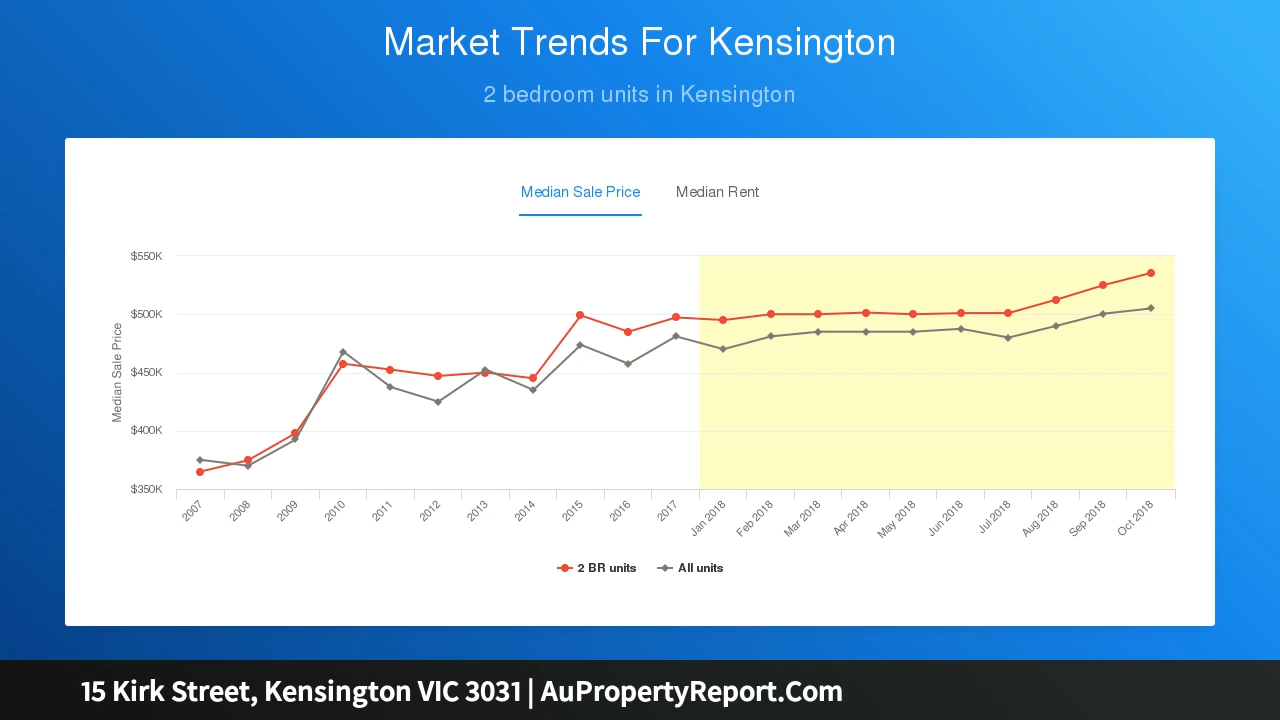 Market Trends For Kensington
2 bedroom units in Kensington
Median Sale Price Median Rent
$550K
$500K
$450K
$400K
$350K
Median Sale Price
2007 2008 2009 2010 2011 2012 2013 2014 2015 2016 2017 Jan 2018 Feb 2018 Mar 2018 Apr 2018 May 2018 Jun 2018 Jul 2018 Aug 2018 Sep 2018 Oct 2018
2 BR units All units
15 Kirk Street, Kensington VIC 3031 | AuPropertyReport.Com